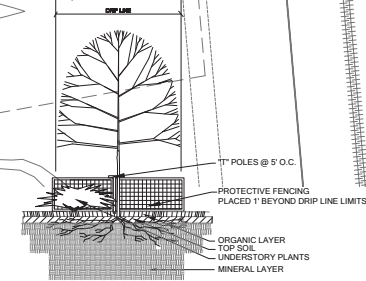 DRIP LINE
"T" POLES @ 5' O.C.
PROTECTIVE FENCING
PLACED 1' BEYOND DRIP LINE LIMITS
ORGANIC LAYER
TOP SOIL
UNDERSTORY PLANTS
MINERAL LAYER